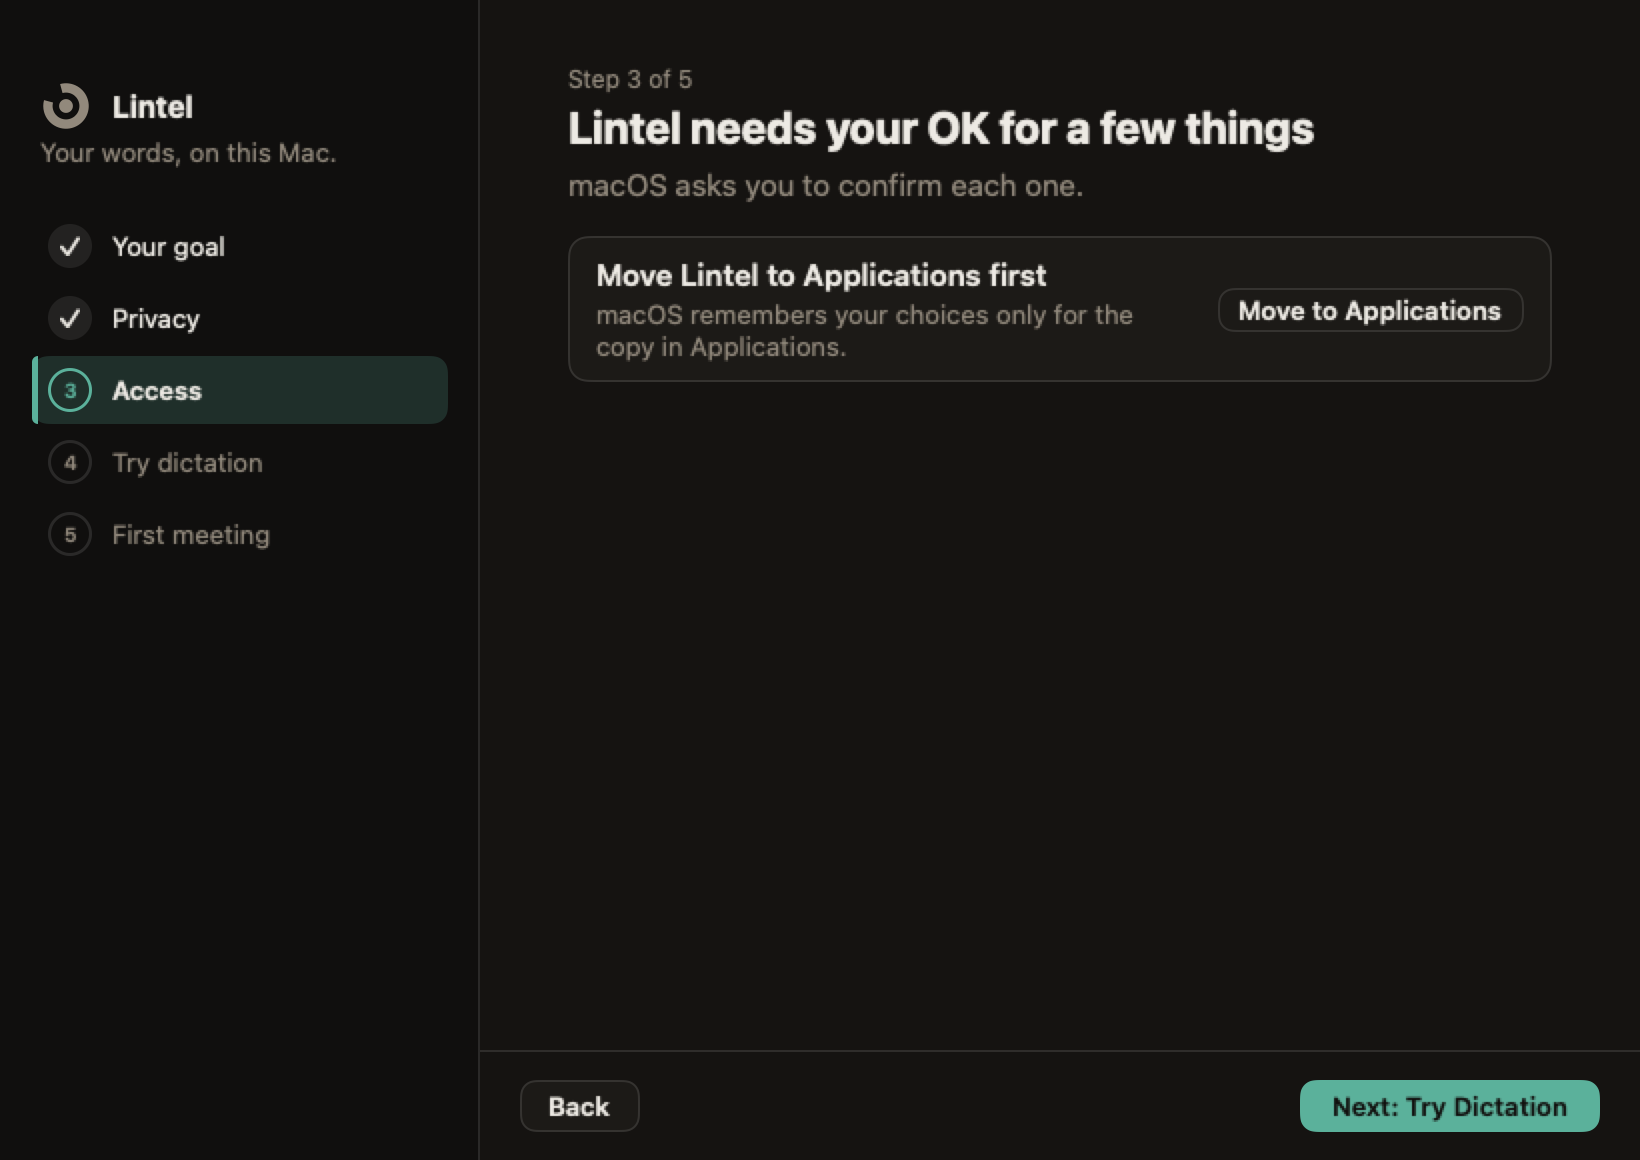 Lintel
Your words, on this Mac.
Your goal
Privacy
3 Access
4 Try dictation
5 First meeting
Step 3 of 5
Lintel needs your OK for a few things
macOS asks you to confirm each one.
Move Lintel to Applications first
macOS remembers your choices only for the
copy in Applications.
Move to Applications
Back
Next: Try Dictation